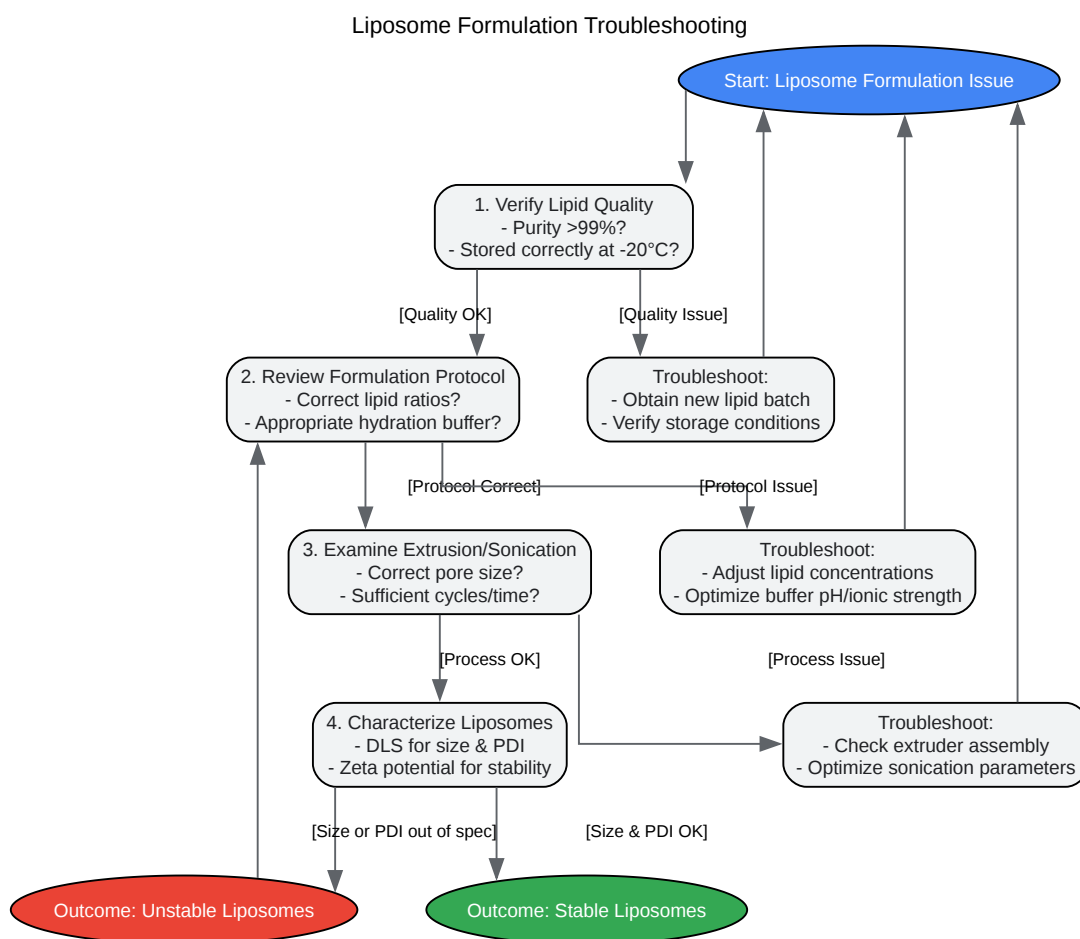 Liposome Formulation Troubleshooting
Start: Liposome Formulation Issue
1. Verify Lipid Quality
- Purity >99%?
- Stored correctly at -20°C?
[Quality OK]
[Quality Issue]
2. Review Formulation Protocol
- Correct lipid ratios?
- Appropriate hydration buffer?
Troubleshoot:
- Obtain new lipid batch
- Verify storage conditions
[Protocol Correct]
[Protocol Issue]
3. Examine Extrusion/Sonication
- Correct pore size?
- Sufficient cycles/time?
Troubleshoot:
- Adjust lipid concentrations
- Optimize buffer pH/ionic strength
[Process OK]
[Process Issue]
4. Characterize Liposomes
- DLS for size & PDI
- Zeta potential for stability
Troubleshoot:
- Check extruder assembly
- Optimize sonication parameters
[Size or PDI out of spec]
[Size & PDI OK]
Outcome: Unstable Liposomes
Outcome: Stable Liposomes